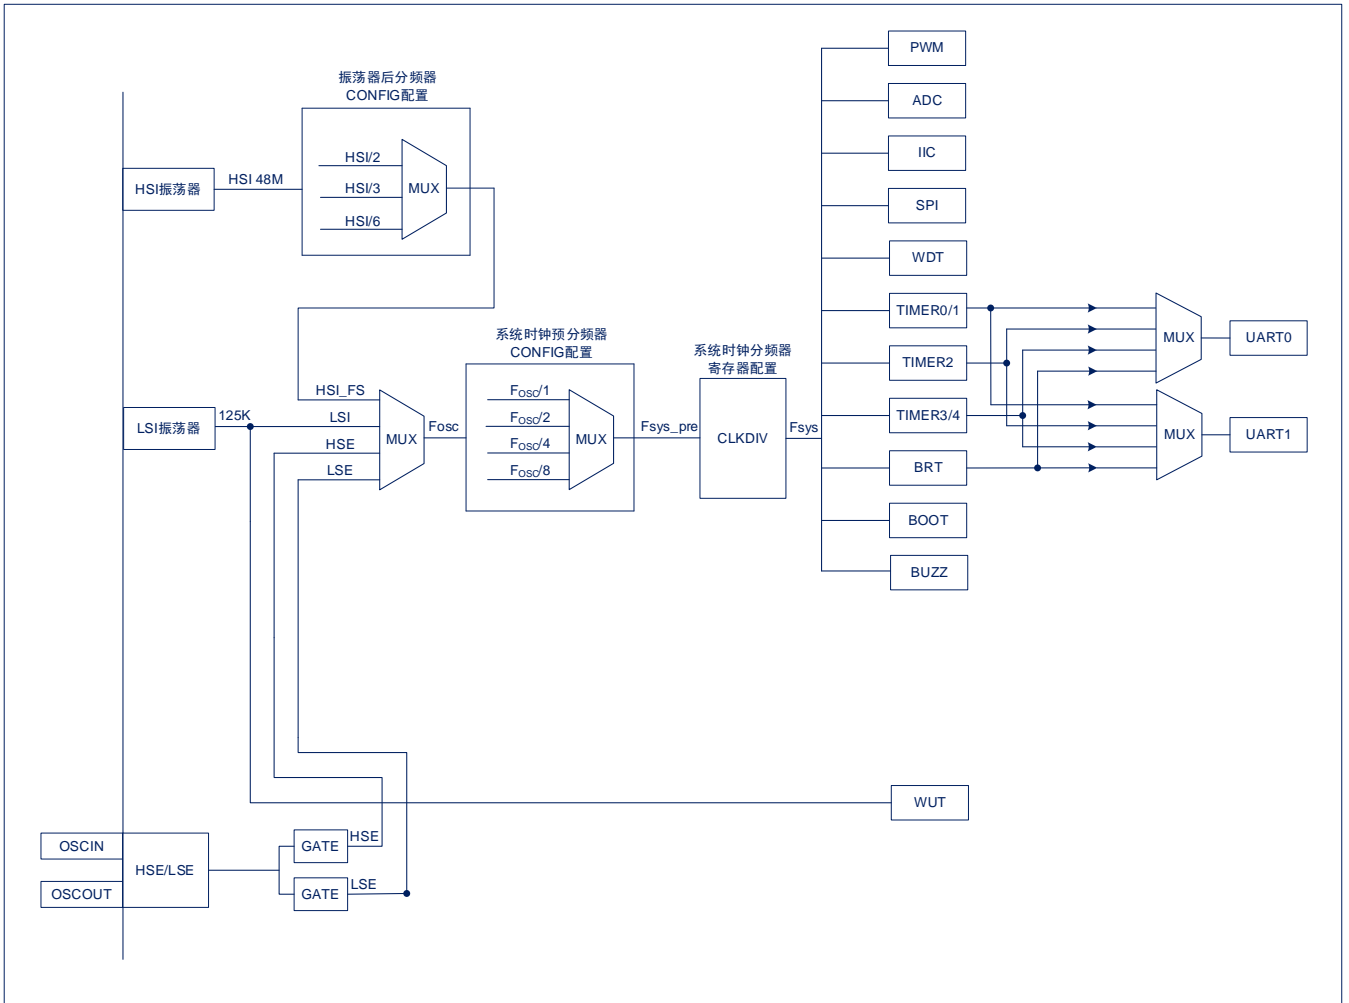 振荡器后分频器
CONFIG配置
HSI振荡器
HSI 48M
HSI/2
HSI/3
HSI/6
MUX
LSI振荡器
125K
HSI_FS
LSI
HSE
LSE
MUX
Fosc
系统时钟预分频器
CONFIG配置
FOSC/1
FOSC/2
FOSC/4
FOSC/8
MUX
Fsys_pre
系统时钟分频器
寄存器配置
CLKDIV
Fsys
PWM
ADC
IIC
SPI
WDT
TIMER0/1
TIMER2
TIMER3/4
BRT
BOOT
BUZZ
MUX
UART0
MUX
UART1
WUT
OSCIN
OSCOUT
HSE/LSE
GATE
HSE
GATE
LSE